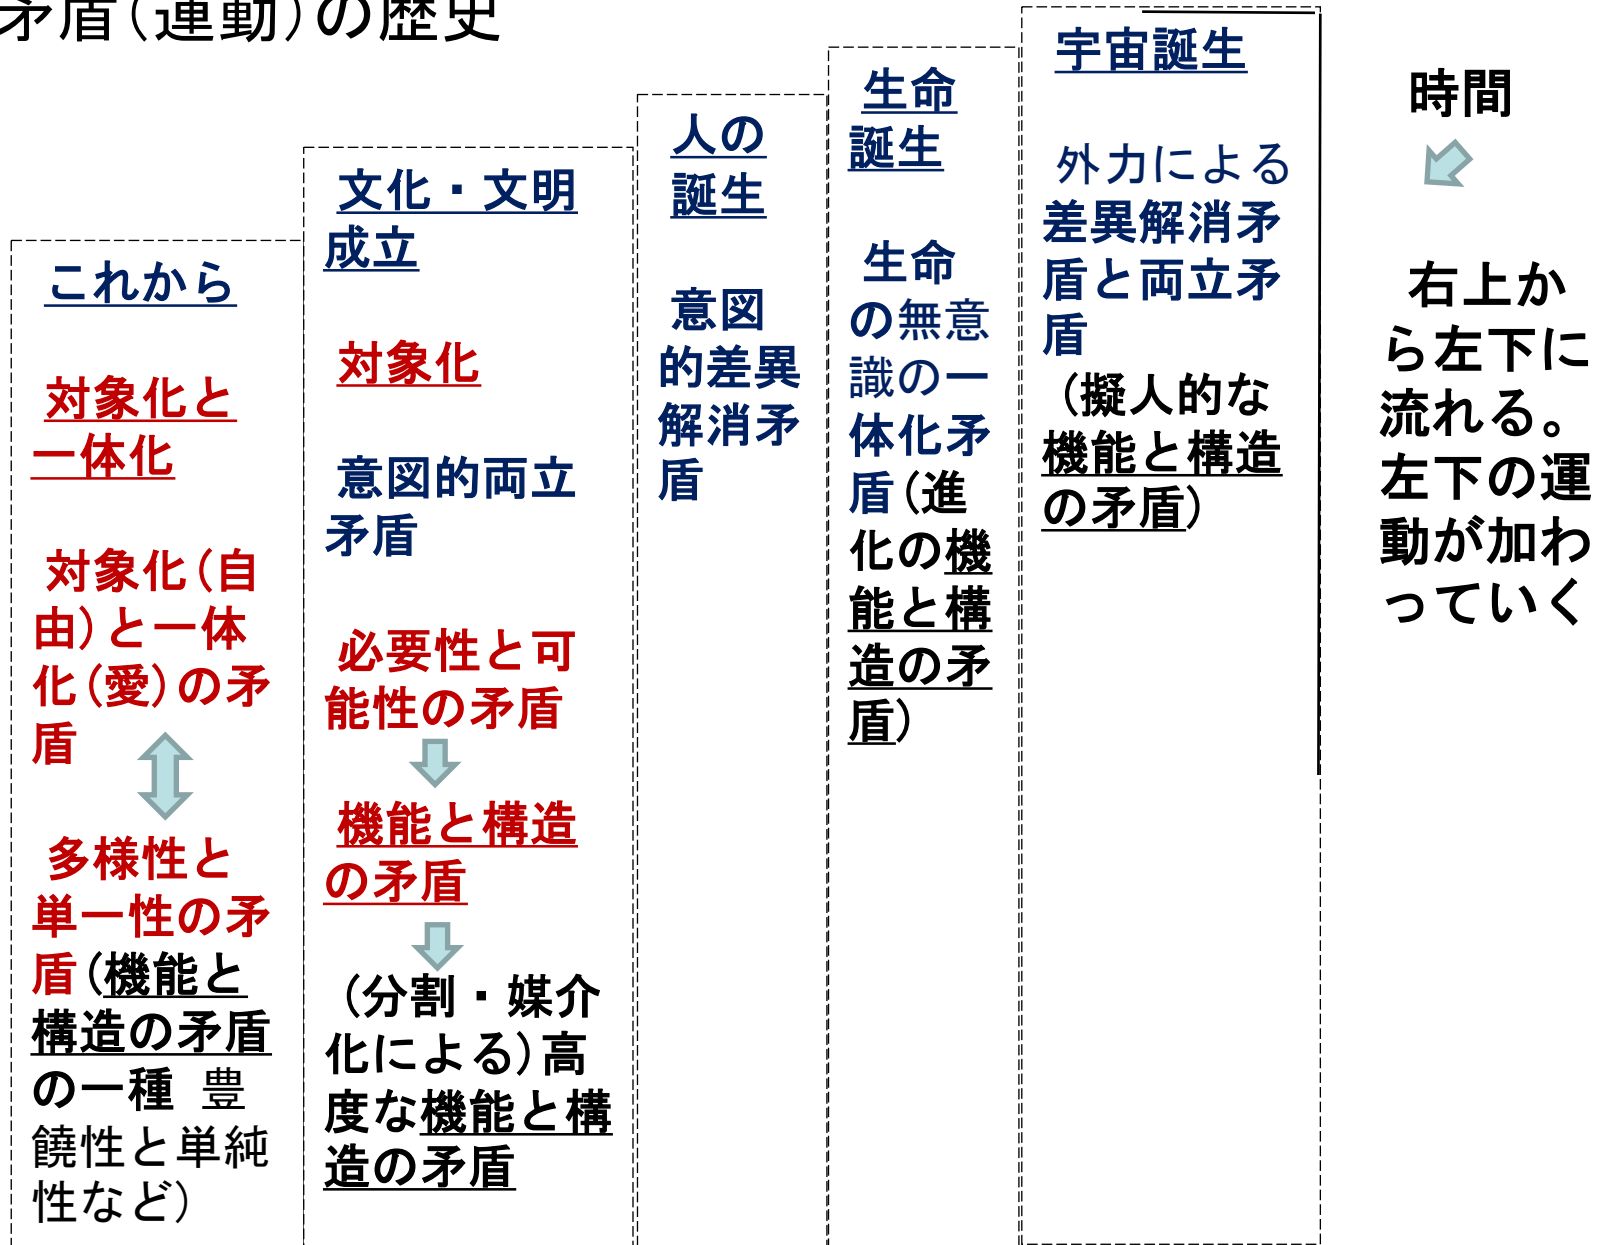 矛盾(運動)の歴史
宇宙誕生
外力による
差異解消矛
盾と両立矛
盾
(擬人的な
機能と構造
の矛盾)
生命
誕生
生命
の無意
識の一
体化矛
盾(進
化の機
能と構
造の矛
盾)
人の
誕生
意図
的差異
解消矛
盾
文化・文明
成立
対象化
意図的両立
矛盾
必要性と可
能性の矛盾
機能と構造
の矛盾
(分割・媒介
化による)高
度な機能と構
造の矛盾
これから
対象化と
一体化
対象化(自
由)と一体
化(愛)の矛
盾
多様性と
単一性の矛
盾(機能と
構造の矛盾
の一種 豊
饒性と単純
性など)
時間
右上か
ら左下に
流れる。
左下の運
動が加わ
っていく